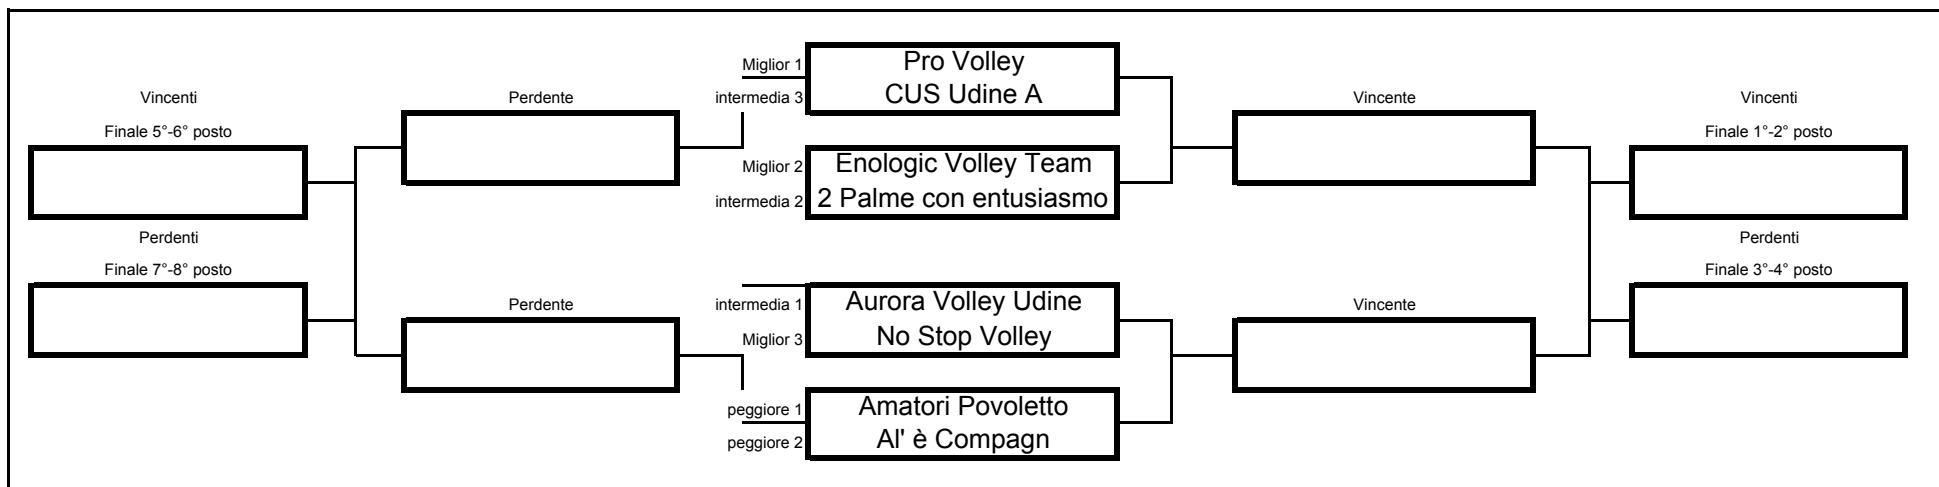 Miglior 1
Pro Volley
intermedia 3
CUS Udine A
Vincenti
Perdente
Vincente
Vincenti
Finale 5°-6° posto
Finale 1°-2° posto
Miglior 2
Enologic Volley Team
intermedia 2
2 Palme con entusiasmo
Perdenti
Perdenti
Finale 7°-8° posto
Finale 3°-4° posto
Perdente
intermedia 1
Aurora Volley Udine
Vincente
Miglior 3
No Stop Volley
peggiore 1
Amatori Povoletto
peggiore 2
Al' è Compagn